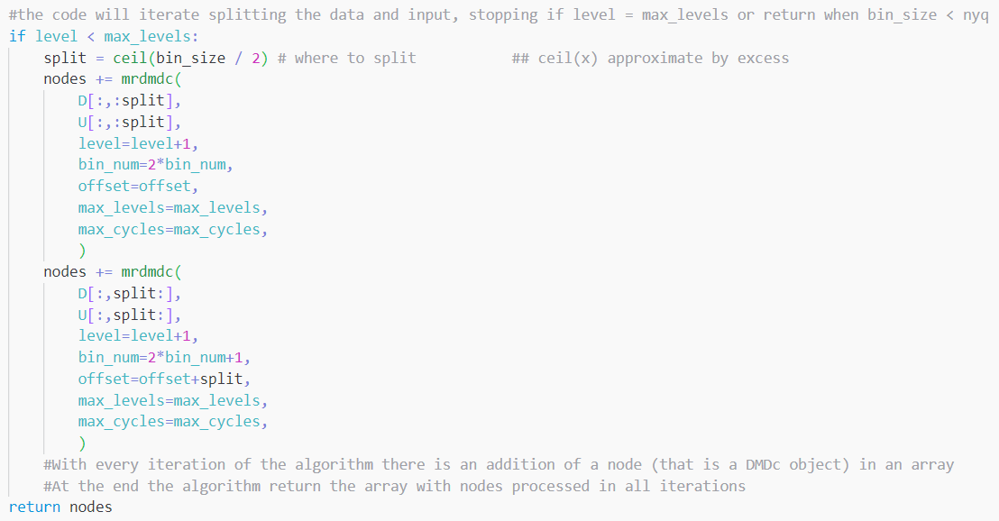 #the code will iterate splitting the data and input, stopping if level = max_levels or return when bin_size < nyq
if level < max_levels:
    split = ceil(bin_size / 2) # where to split           ## ceil(x) approximate by excess
    nodes += mrdmdc(
        D[:,:split],
        U[:,:split],
        level=level+1,
        bin_num=2*bin_num,
        offset=offset,
        max_levels=max_levels,
        max_cycles=max_cycles,
        )
    nodes += mrdmdc(
        D[:,split:],
        U[:,split:],
        level=level+1,
        bin_num=2*bin_num+1,
        offset=offset+split,
        max_levels=max_levels,
        max_cycles=max_cycles,
        )
    #With every iteration of the algorithm there is an addition of a node (that is a DMDc object) in an array
    #At the end the algorithm return the array with nodes processed in all iterations
return nodes